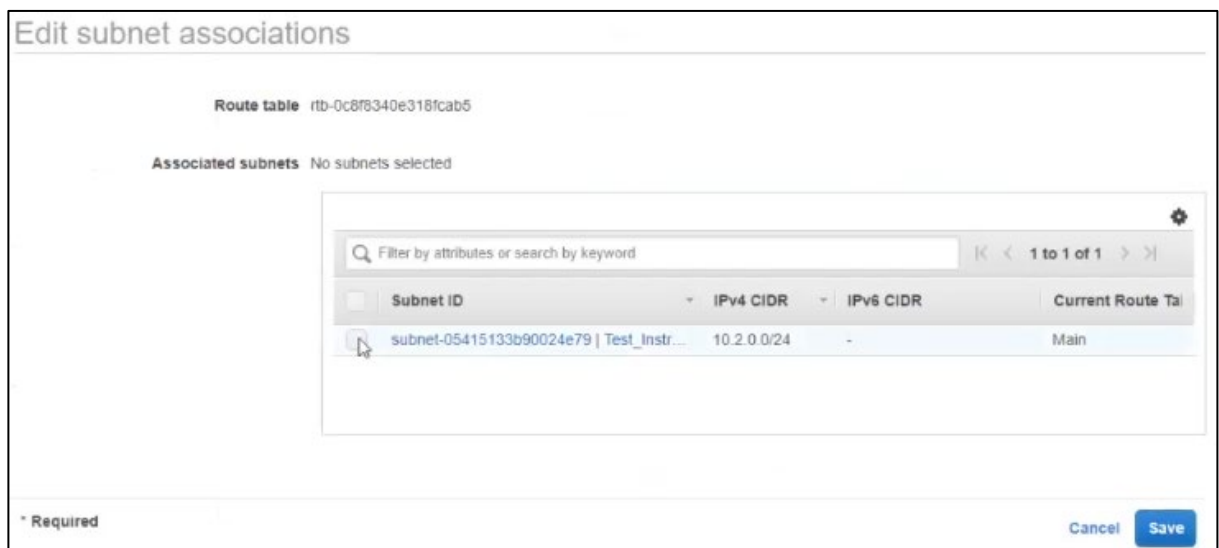 Edit subnet associations
Route table rtb-0c8f8340e318fcab5
Associated subnets No subnets selected
Filter by attributes or search by keyword
1 to 1 of 1
Subnet ID IPv4 CIDR IPv6 CIDR Current Route Ta
subnet-05415133b90024e79 | Test_Instr... 10.2.0.0/24 - Main
* Required Cancel Save